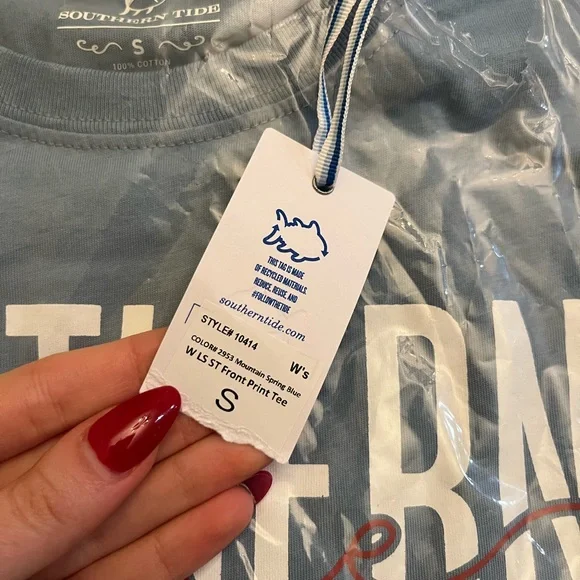 SOUTHERN TIDE
S
100% COTTON
THIS TAG IS MADE
OF RECYCLED MATERIALS.
REDUCE, REUSE, AND
#FOLLOWTHETIDE
southerntide.com
STYLE# 10414 W's
COLOR# 2953 Mountain Spring Blue
W LS ST Front Print Tee
S